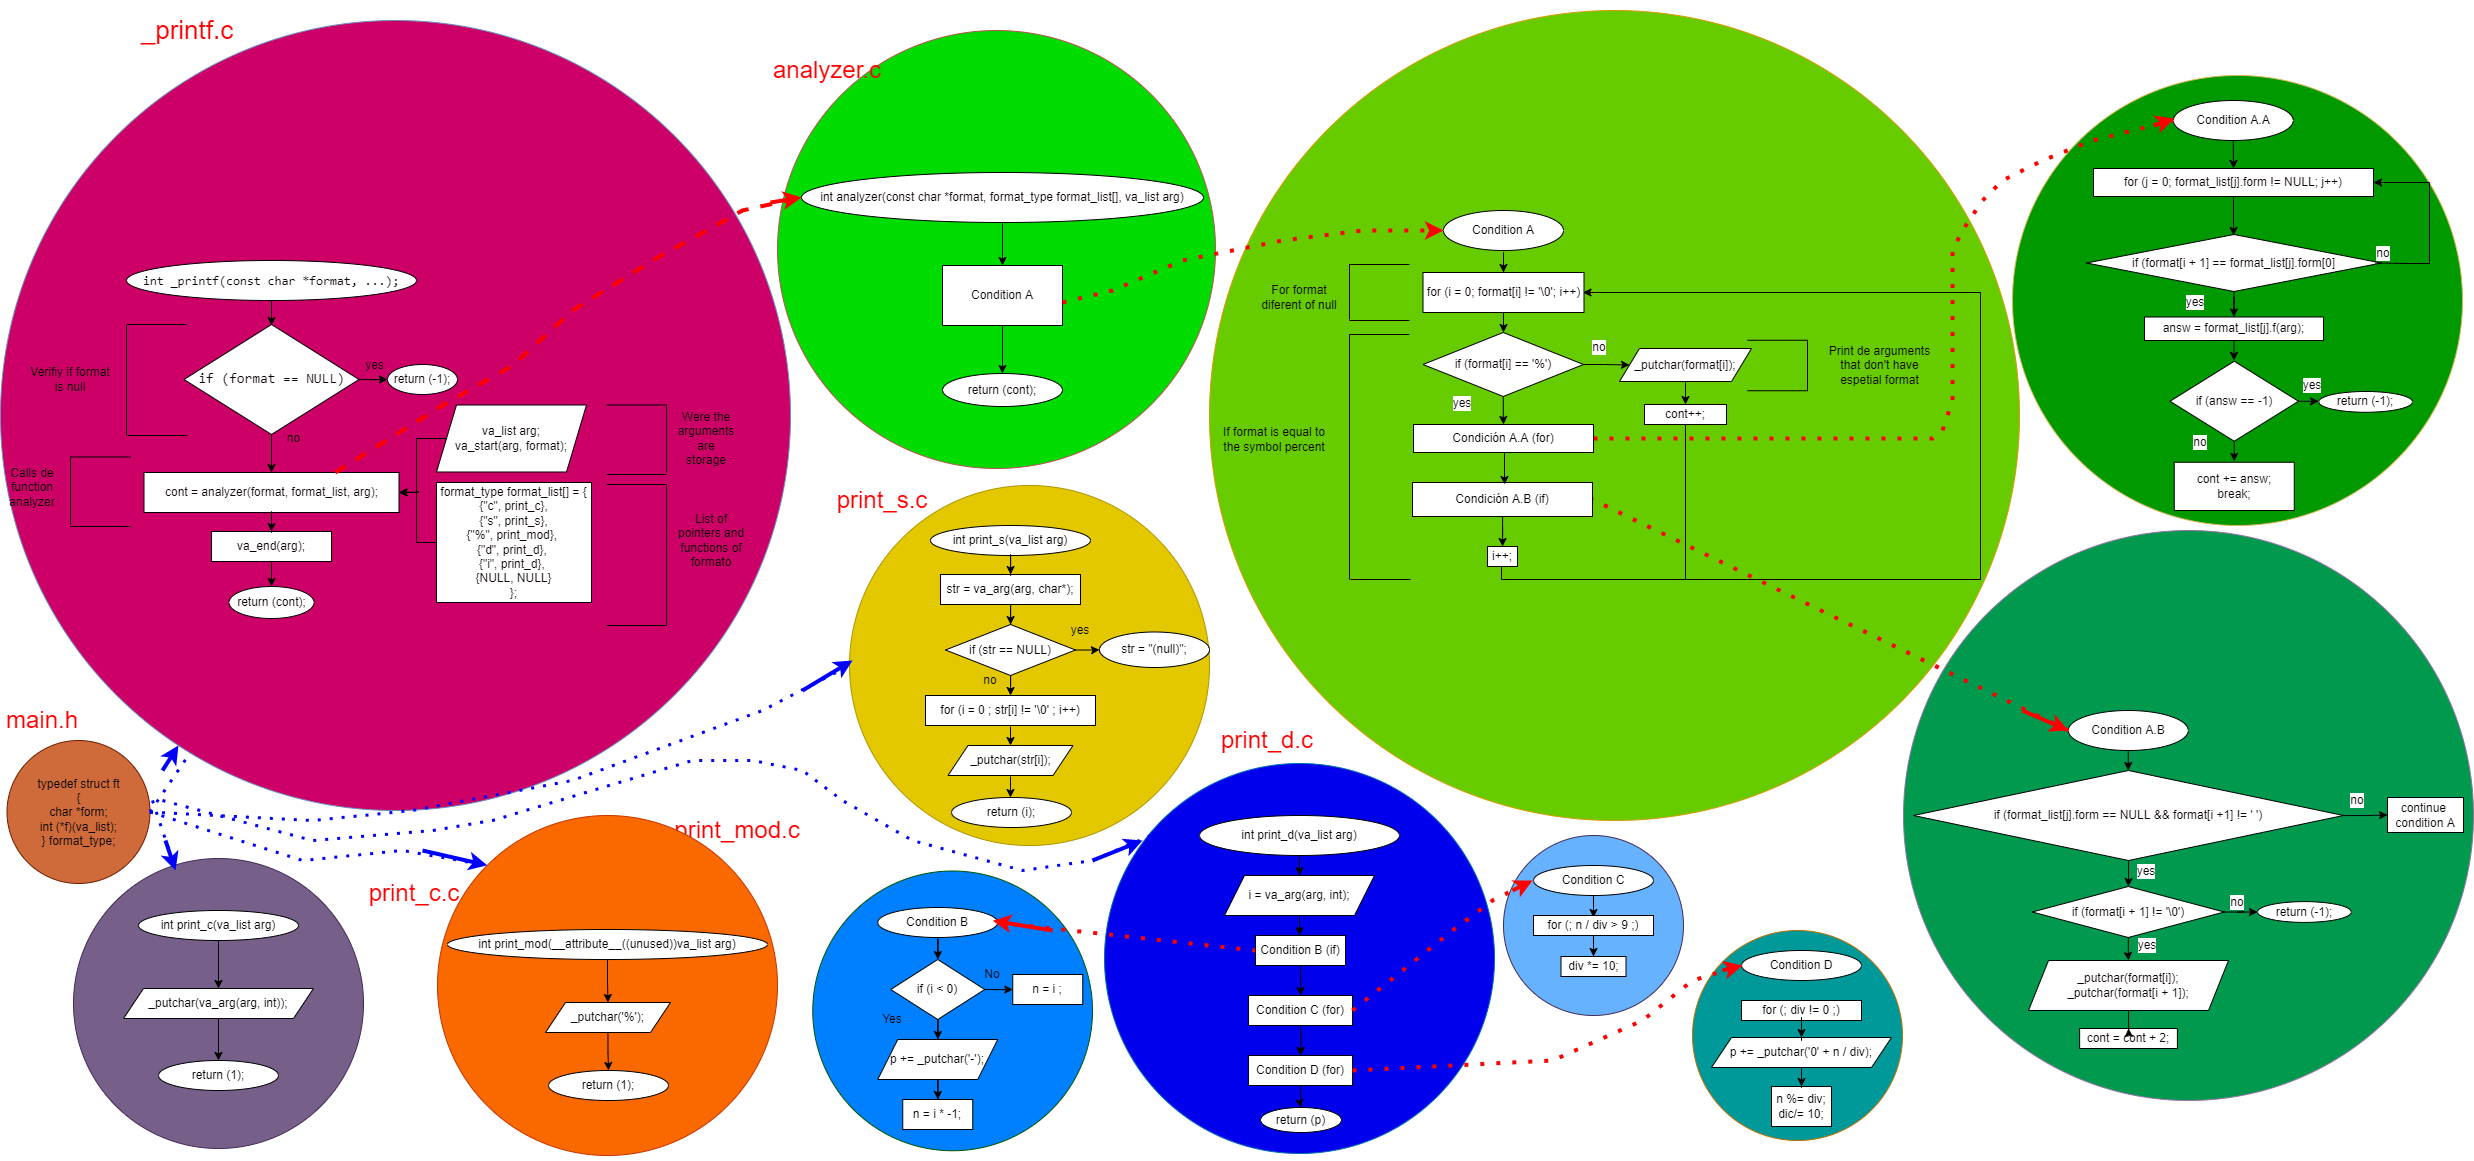 _printf.c
int _printf(const char *format, ...);
Verifiy if format
is null
if (format == NULL)
yes
return (-1);
no
va_list arg;
va_start(arg, format);
Were the
arguments
are
storage
Calls de
function
analyzer
cont = analyzer(format, format_list, arg);
format_type format_list[] = {
{"c", print_c},
{"s", print_s},
{"%", print_mod},
{"d", print_d},
{"i", print_d},
{NULL, NULL}
};
List of
pointers and
functions of
formato
va_end(arg);
return (cont);
analyzer.c
int analyzer(const char *format, format_type format_list[], va_list arg)
Condition A
return (cont);
Condition A
For format
diferent of null
for (i = 0; format[i] != '\0'; i++)
if (format[i] == '%')
no
_putchar(format[i]);
Print de arguments
that don't have
espetial format
cont++;
yes
If format is equal to
the symbol percent
Condición A.A (for)
Condición A.B (if)
i++;
Condition A.A
for (j = 0; format_list[j].form != NULL; j++)
if (format[i + 1] == format_list[j].form[0]
no
yes
answ = format_list[j].f(arg);
if (answ == -1)
yes
return (-1);
no
cont += answ;
break;
Condition A.B
if (format_list[j].form == NULL && format[i +1] != ' ')
no
continue
condition A
yes
if (format[i + 1] != '\0')
no
return (-1);
yes
_putchar(format[i]);
_putchar(format[i + 1]);
cont = cont + 2;
print_s.c
int print_s(va_list arg)
str = va_arg(arg, char*);
if (str == NULL)
yes
str = "(null)";
no
for (i = 0 ; str[i] != '\0' ; i++)
_putchar(str[i]);
return (i);
main.h
typedef struct ft
{
char *form;
int (*f)(va_list);
} format_type;
print_c.c
int print_c(va_list arg)
_putchar(va_arg(arg, int));
return (1);
print_mod.c
int print_mod(__attribute__((unused))va_list arg)
_putchar('%');
return (1);
Condition B
if (i < 0)
No
n = i ;
Yes
p += _putchar('-');
n = i * -1;
print_d.c
int print_d(va_list arg)
i = va_arg(arg, int);
Condition B (if)
Condition C (for)
Condition D (for)
return (p)
Condition C
for (; n / div > 9 ;)
div *= 10;
Condition D
for (; div != 0 ;)
p += _putchar('0' + n / div);
n %= div;
dic/= 10;